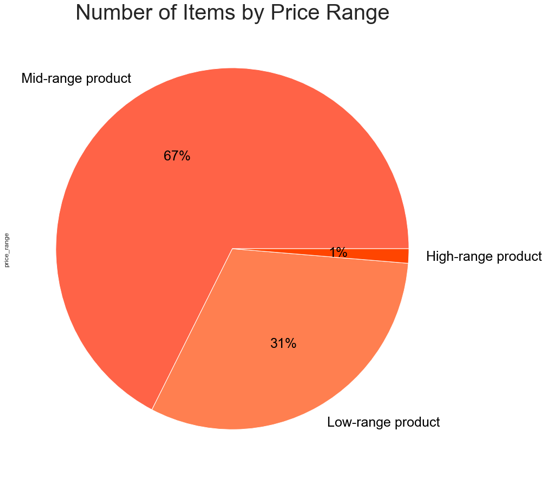 Number of Items by Price Range
Mid-range product
67%
1%
High-range product
price_range
31%
Low-range product